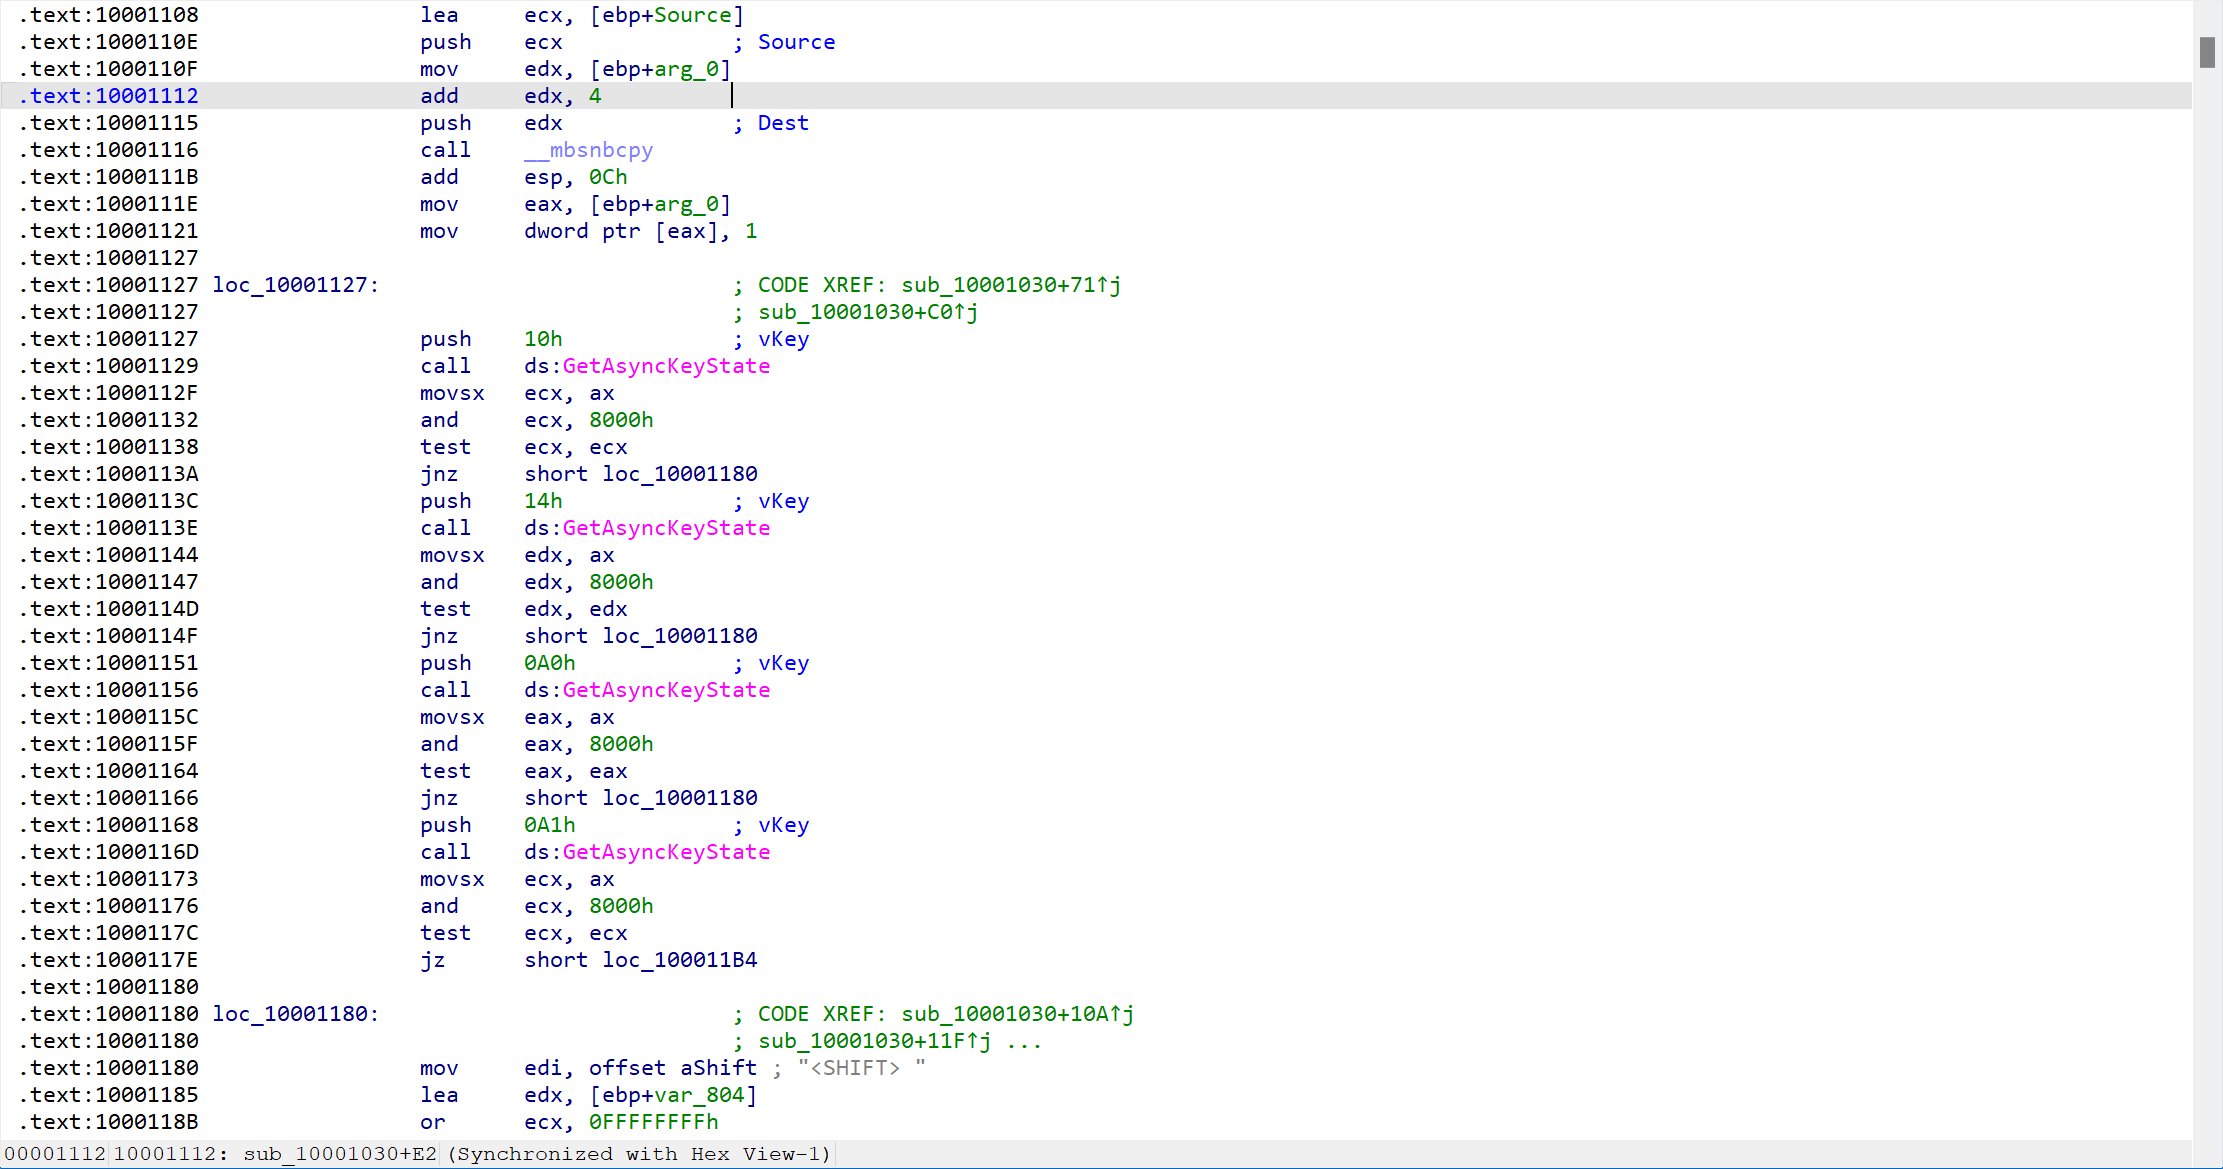 .text:10001108 lea ecx, [ebp+Source]
.text:1000110E push ecx ; Source
.text:1000110F mov edx, [ebp+arg_0]
.text:10001112 add edx, 4
.text:10001115 push edx ; Dest
.text:10001116 call __mbsnbcpy
.text:1000111B add esp, 0Ch
.text:1000111E mov eax, [ebp+arg_0]
.text:10001121 mov dword ptr [eax], 1
.text:10001127
.text:10001127 loc_10001127: ; CODE XREF: sub_10001030+71↑j
.text:10001127 ; sub_10001030+C0↑j
.text:10001127 push 10h ; vKey
.text:10001129 call ds:GetAsyncKeyState
.text:1000112F movsx ecx, ax
.text:10001132 and ecx, 8000h
.text:10001138 test ecx, ecx
.text:1000113A jnz short loc_10001180
.text:1000113C push 14h ; vKey
.text:1000113E call ds:GetAsyncKeyState
.text:10001144 movsx edx, ax
.text:10001147 and edx, 8000h
.text:1000114D test edx, edx
.text:1000114F jnz short loc_10001180
.text:10001151 push 0A0h ; vKey
.text:10001156 call ds:GetAsyncKeyState
.text:1000115C movsx eax, ax
.text:1000115F and eax, 8000h
.text:10001164 test eax, eax
.text:10001166 jnz short loc_10001180
.text:10001168 push 0A1h ; vKey
.text:1000116D call ds:GetAsyncKeyState
.text:10001173 movsx ecx, ax
.text:10001176 and ecx, 8000h
.text:1000117C test ecx, ecx
.text:1000117E jz short loc_100011B4
.text:10001180
.text:10001180 loc_10001180: ; CODE XREF: sub_10001030+10A↑j
.text:10001180 ; sub_10001030+11F↑j ...
.text:10001180 mov edi, offset aShift ; "<SHIFT> "
.text:10001185 lea edx, [ebp+var_804]
.text:1000118B or ecx, 0FFFFFFFFh
00001112 10001112: sub_10001030+E2 (Synchronized with Hex View-1)